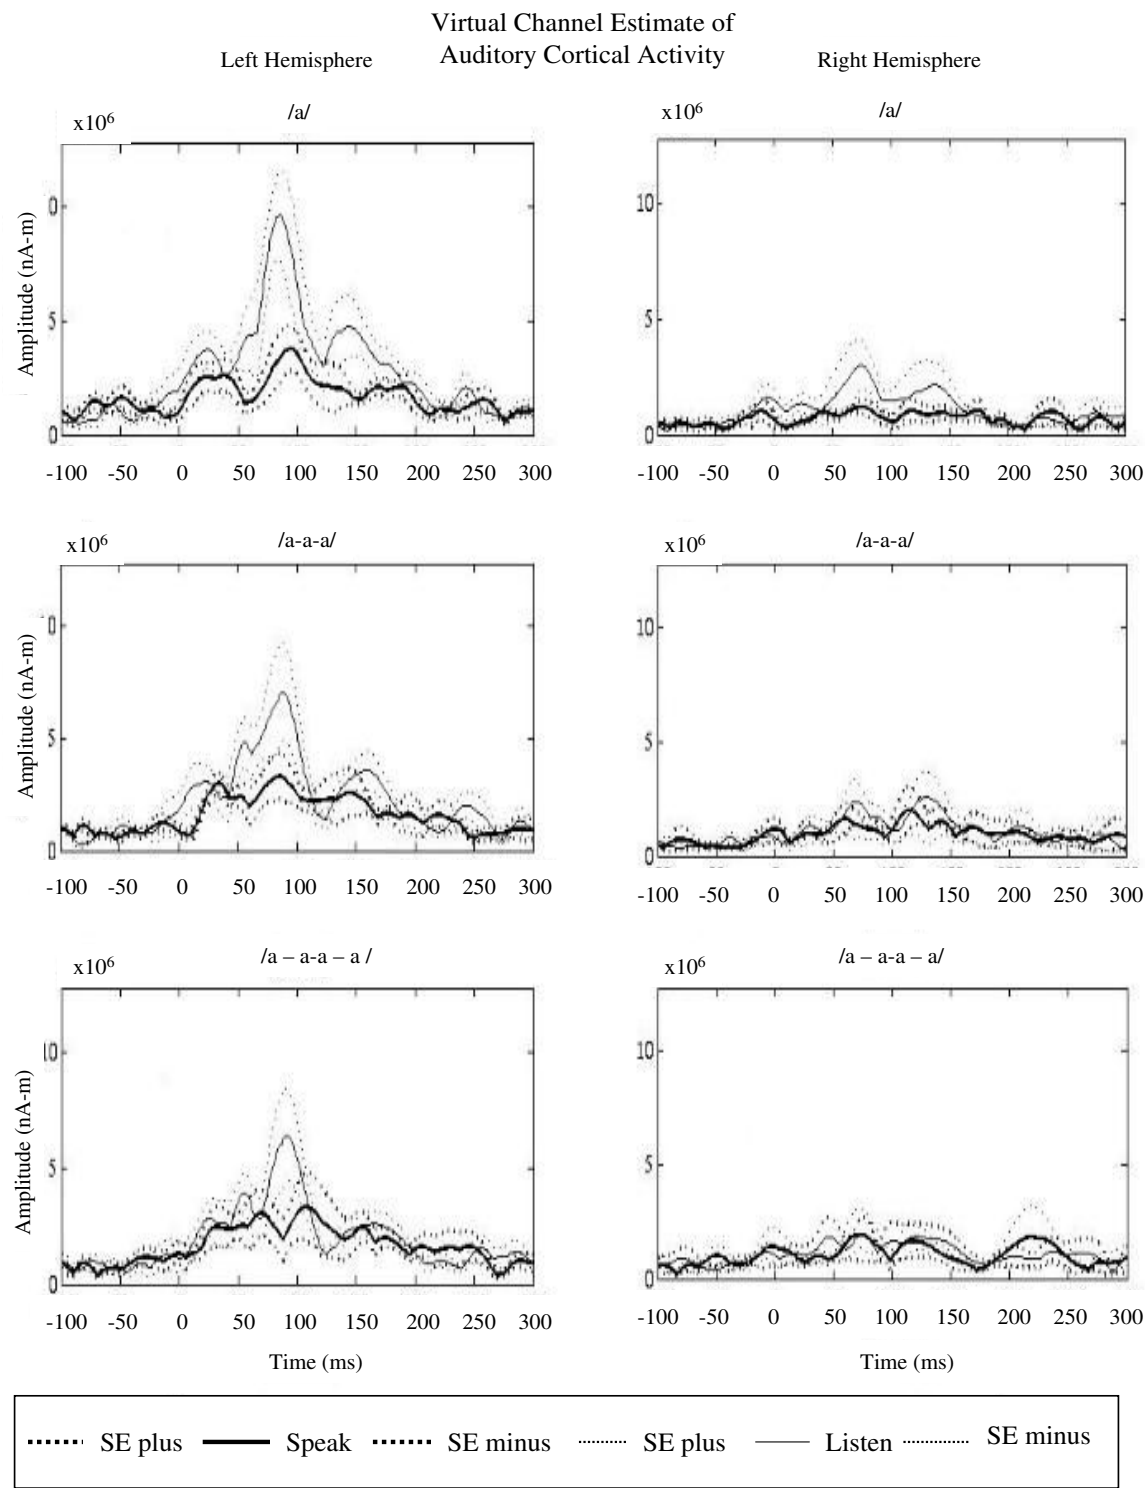 Virtual Channel Estimate of
Auditory Cortical Activity
Left Hemisphere
Right Hemisphere
/a/
x10⁶
0
5
0
Amplitude (nA-m)
-100 -50 0 50 100 150 200 250 300
/a/
x10⁶
10
5
0
-100 -50 0 50 100 150 200 250 300
/a-a-a/
x10⁶
0
5
0
Amplitude (nA-m)
-100 -50 0 50 100 150 200 250 300
/a-a-a/
x10⁶
10
5
0
-100 -50 0 50 100 150 200 250 300
/a – a-a – a /
x10⁶
10
5
0
Amplitude (nA-m)
-100 -50 0 50 100 150 200 250 300
Time (ms)
/a – a-a – a/
x10⁶
10
5
0
-100 -50 0 50 100 150 200 250 300
Time (ms)
SE plus Speak SE minus SE plus Listen SE minus